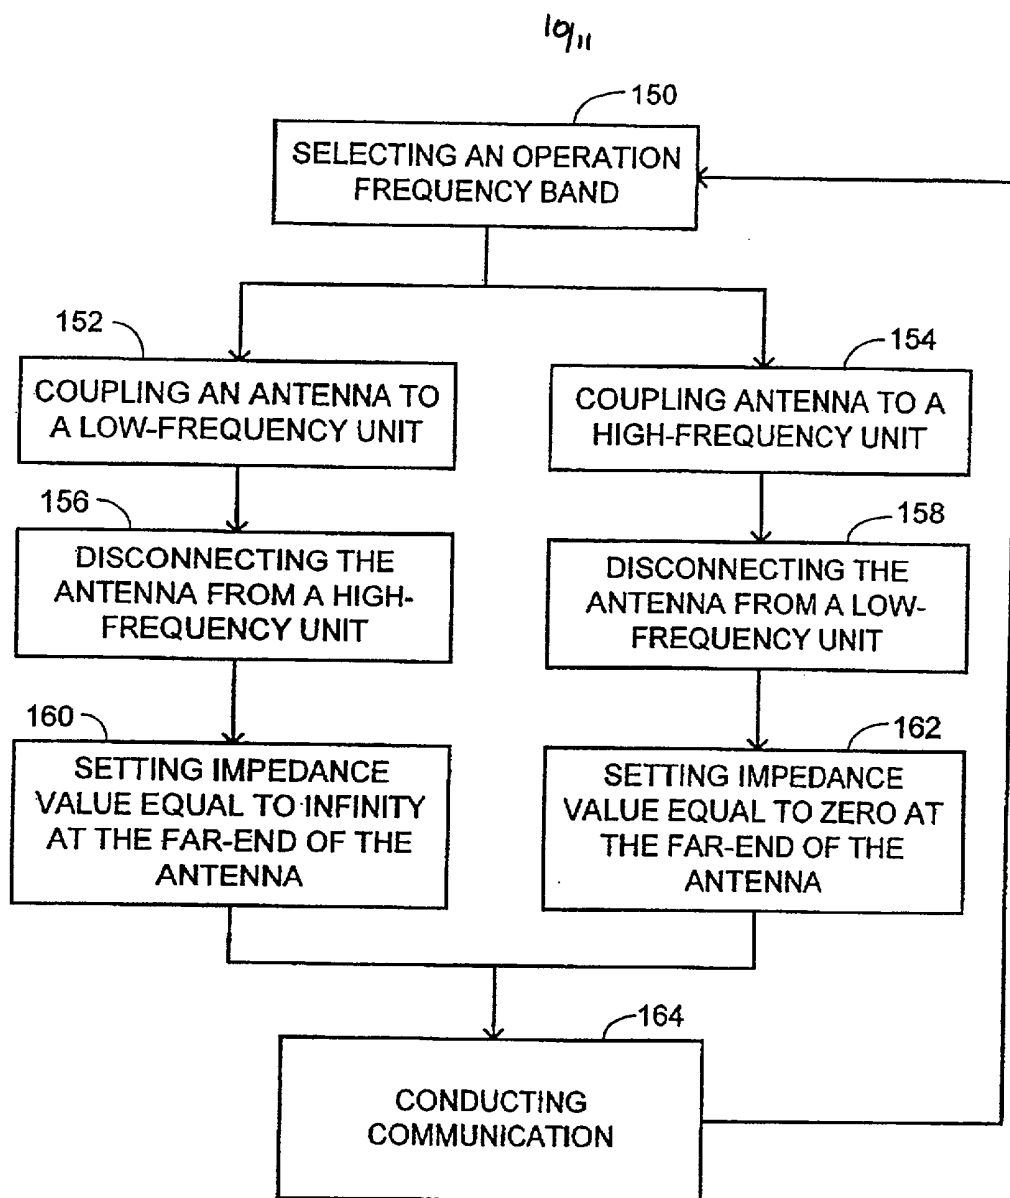 10/11
150
SELECTING AN OPERATION
FREQUENCY BAND
152
COUPLING AN ANTENNA TO
A LOW-FREQUENCY UNIT
154
COUPLING ANTENNA TO A
HIGH-FREQUENCY UNIT
156
DISCONNECTING THE
ANTENNA FROM A HIGH-
FREQUENCY UNIT
158
DISCONNECTING THE
ANTENNA FROM A LOW-
FREQUENCY UNIT
160
SETTING IMPEDANCE
VALUE EQUAL TO INFINITY
AT THE FAR-END OF THE
ANTENNA
162
SETTING IMPEDANCE
VALUE EQUAL TO ZERO AT
THE FAR-END OF THE
ANTENNA
164
CONDUCTING
COMMUNICATION